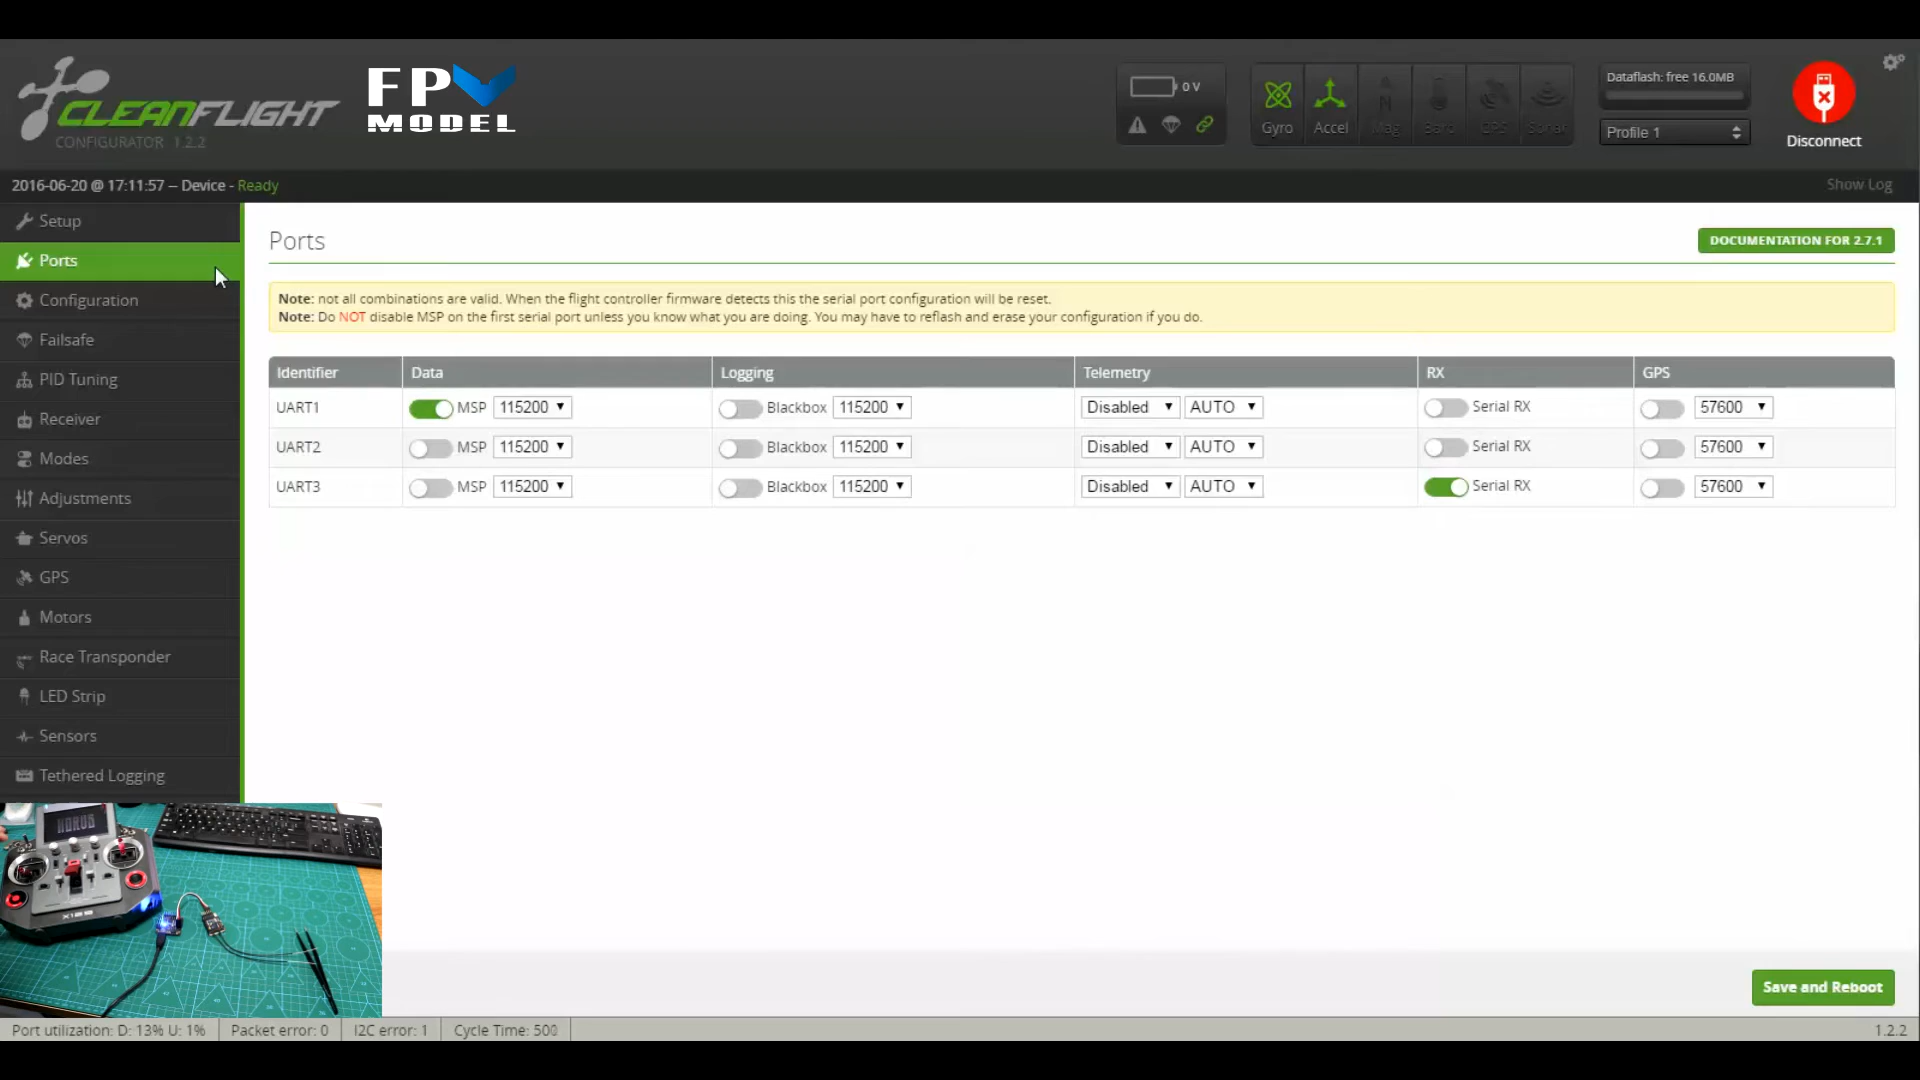 CLEANFLIGHT
CONFIGURATOR 1.2.2
FPV
MODEL
0 V
Gyro
Accel
Mag
Baro
GPS
Sonar
Dataflash: free 16.0MB
Profile 1
Disconnect
2016-06-20 @ 17:11:57 -- Device - Ready
Show Log
Setup
Ports
Configuration
Failsafe
PID Tuning
Receiver
Modes
Adjustments
Servos
GPS
Motors
Race Transponder
LED Strip
Sensors
Tethered Logging
Ports
DOCUMENTATION FOR 2.7.1
Note: not all combinations are valid. When the flight controller firmware detects this the serial port configuration will be reset.
Note: Do NOT disable MSP on the first serial port unless you know what you are doing. You may have to reflash and erase your configuration if you do.
Identifier Data Logging Telemetry RX GPS
UART1 MSP 115200 Blackbox 115200 Disabled AUTO Serial RX 57600
UART2 MSP 115200 Blackbox 115200 Disabled AUTO Serial RX 57600
UART3 MSP 115200 Blackbox 115200 Disabled AUTO Serial RX 57600
HORUS
X12S
Save and Reboot
Port utilization: D: 13% U: 1%
Packet error: 0
I2C error: 1
Cycle Time: 500
1.2.2